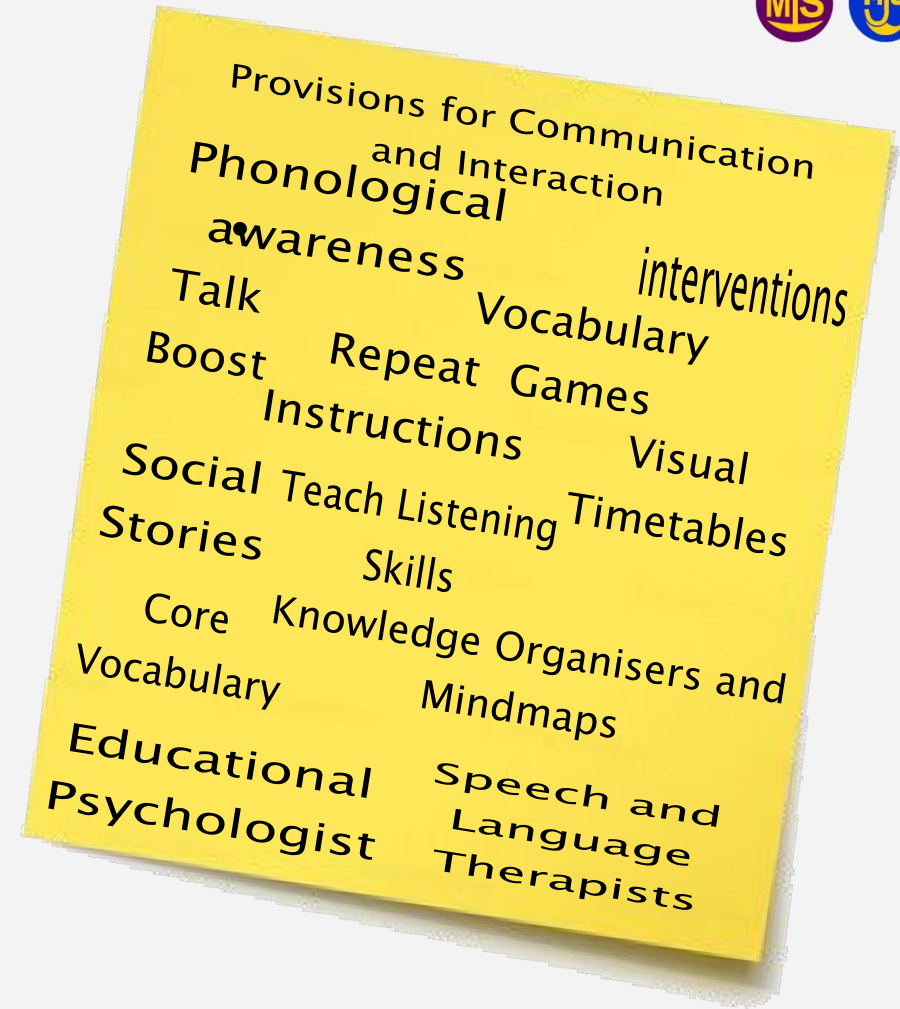 MJS
Provisions for Communication
and Interaction
Phonological
awareness
interventions
Talk
Boost
Vocabulary
Games
Repeat
Instructions
Visual
Timetables
Social
Stories
Teach Listening
Skills
Core
Vocabulary
Knowledge Organisers and
Mindmaps
Educational
Psychologist
Speech and
Language
Therapists